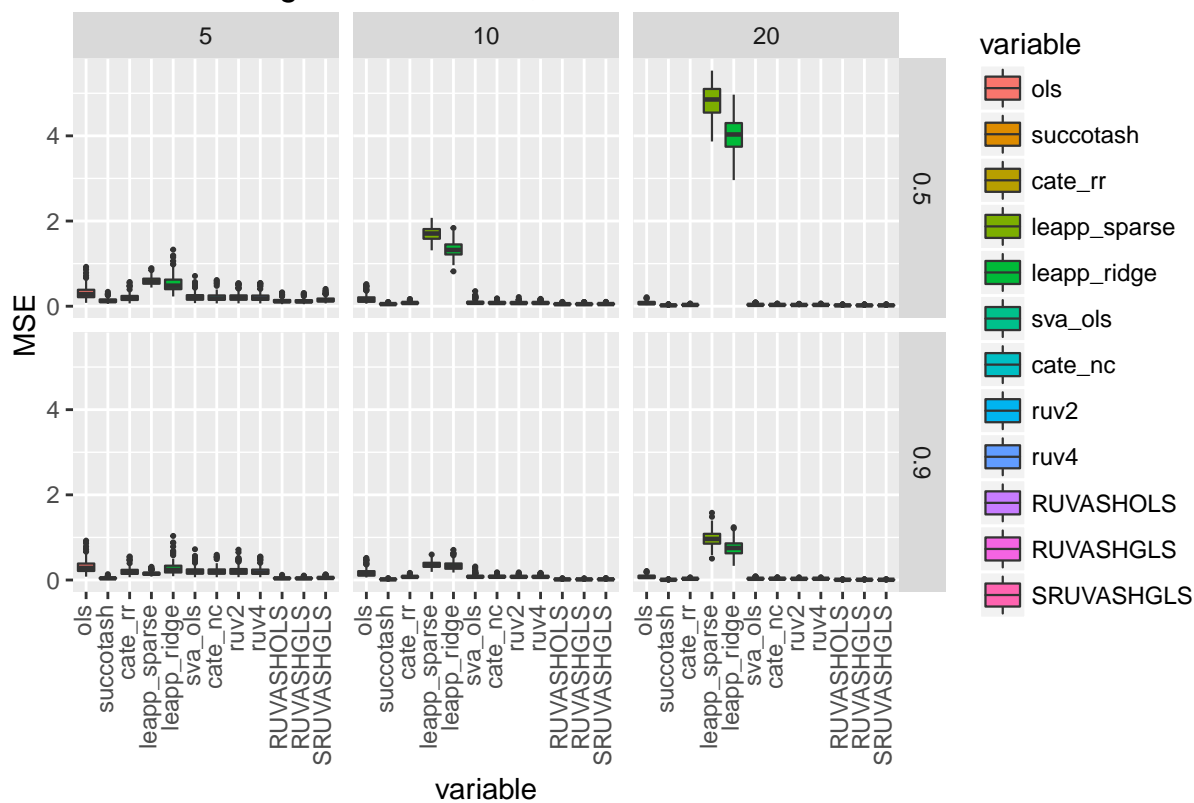 5
10
20
0.5
0.9
4
2
0
4
2
0
MSE
ols
succotash
cate_rr
leapp_sparse
leapp_ridge
sva_ols
cate_nc
ruv2
ruv4
RUVASHOLS
RUVASHGLS
SRUVASHGLS
ols
succotash
cate_rr
leapp_sparse
leapp_ridge
sva_ols
cate_nc
ruv2
ruv4
RUVASHOLS
RUVASHGLS
SRUVASHGLS
ols
succotash
cate_rr
leapp_sparse
leapp_ridge
sva_ols
cate_nc
ruv2
ruv4
RUVASHOLS
RUVASHGLS
SRUVASHGLS
variable
variable
ols
succotash
cate_rr
leapp_sparse
leapp_ridge
sva_ols
cate_nc
ruv2
ruv4
RUVASHOLS
RUVASHGLS
SRUVASHGLS